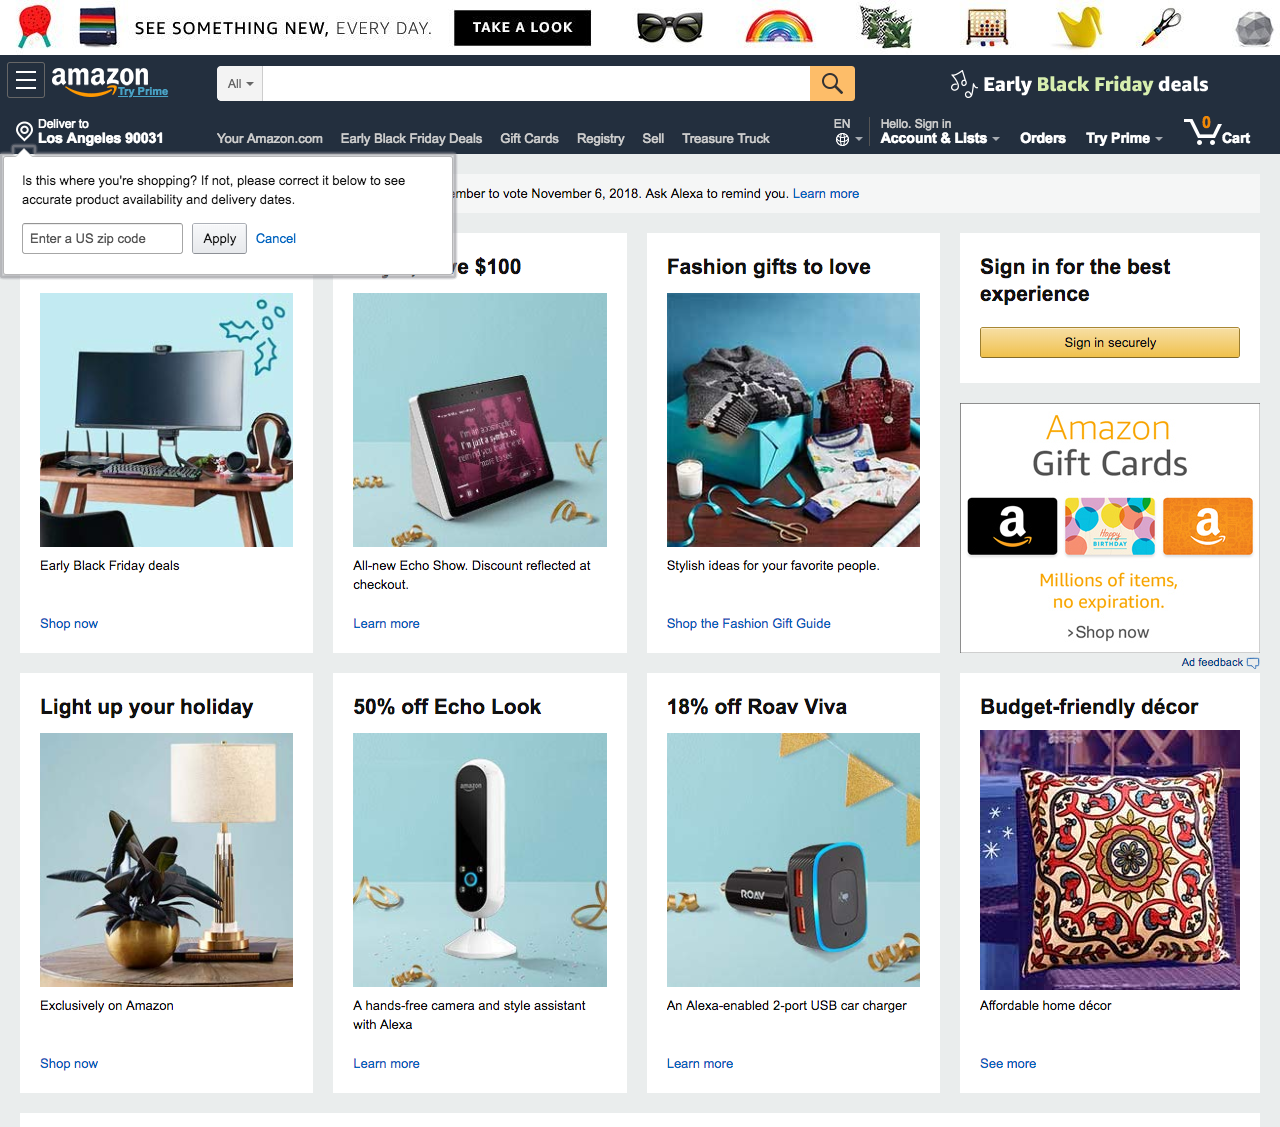 SEE SOMETHING NEW, EVERY DAY.
TAKE A LOOK
amazon
Try Prime
All
Early Black Friday deals
Deliver to
Los Angeles 90031
Your Amazon.com
Early Black Friday Deals
Gift Cards
Registry
Sell
Treasure Truck
EN
Hello. Sign in
Account & Lists
Orders
Try Prime
0
Cart
Is this where you're shopping? If not, please correct it below to see
accurate product availability and delivery dates.
Enter a US zip code
Apply
Cancel
vote November 6, 2018. Ask Alexa to remind you. Learn more
$100
Fashion gifts to love
Sign in for the best
experience
Sign in securely
Amazon
Gift Cards
a
Happy
BIRTHDAY
a
Millions of items,
no expiration.
›Shop now
Ad feedback
Early Black Friday deals
Shop now
All-new Echo Show. Discount reflected at
checkout.
Learn more
Stylish ideas for your favorite people.
Shop the Fashion Gift Guide
Light up your holiday
50% off Echo Look
18% off Roav Viva
Budget-friendly décor
amazon
ROAV
Exclusively on Amazon
Shop now
A hands-free camera and style assistant
with Alexa
Learn more
An Alexa-enabled 2-port USB car charger
Learn more
Affordable home décor
See more